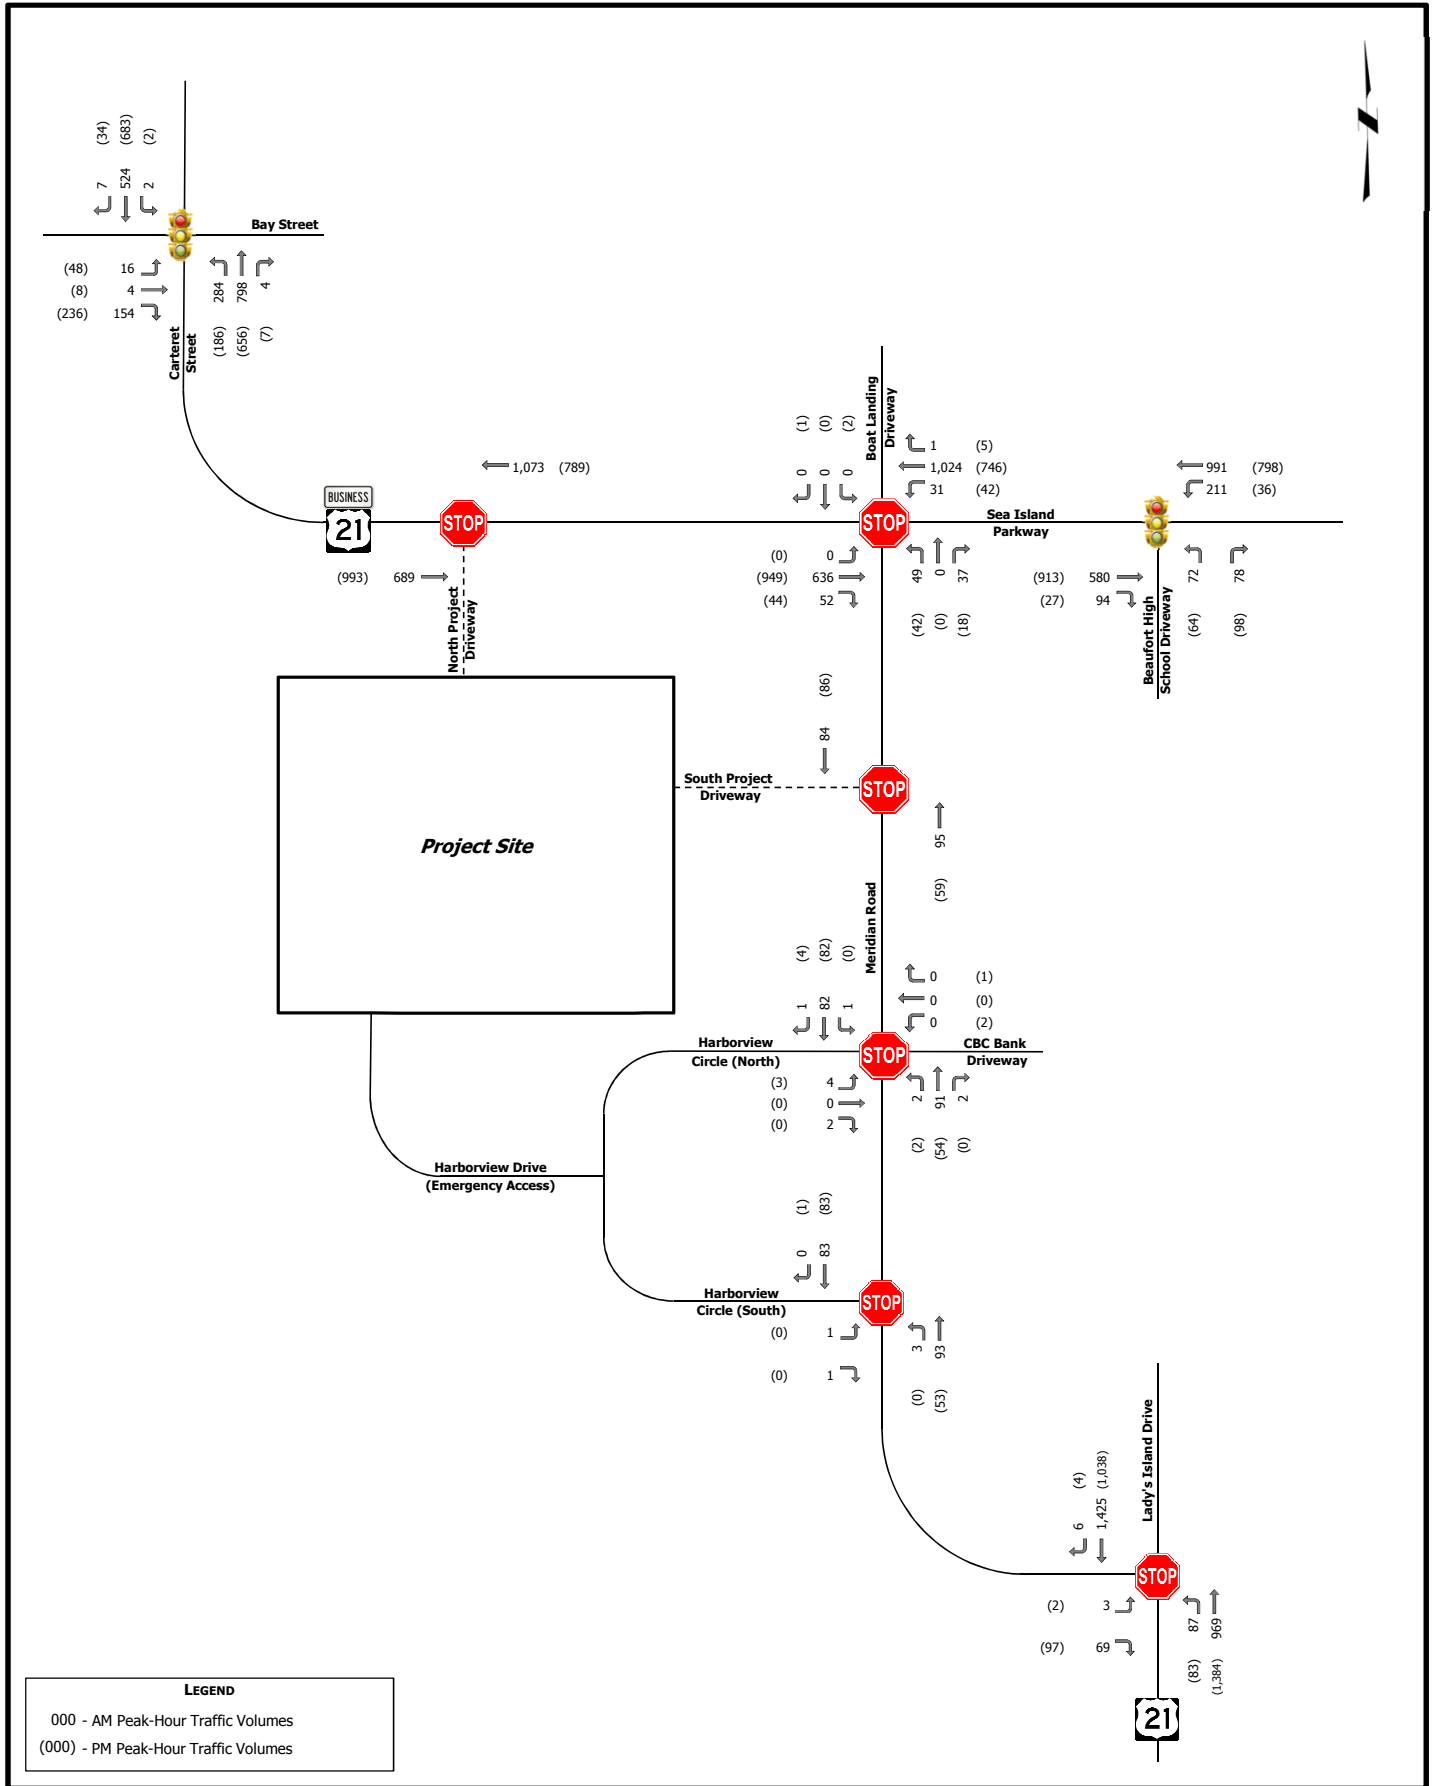 (34) (683) (2)
7 524 2
Bay Street
(48) 16
(8) 4
(236) 154
284 798 4
(186) (656) (7)
Carteret
Street
Boat Landing
Driveway
(1) (0) (2)
0 0 0
1 (5)
1,024 (746)
31 (42)
1,073 (789)
991 (798)
211 (36)
BUSINESS
21
STOP
STOP
Sea Island
Parkway
(993) 689
North Project
Driveway
(0) 0
(949) 636
(44) 52
49 0 37
(42) (0) (18)
(913) 580
(27) 94
72 78
(64) (98)
Beaufort High
School Driveway
(86)
84
South Project
Driveway
STOP
95
(59)
Project Site
Meridian Road
(4) (82) (0)
1 82 1
0 (1)
0 (0)
0 (2)
Harborview
Circle (North)
STOP
CBC Bank
Driveway
(3) 4
(0) 0
(0) 2
2 91 2
(2) (54) (0)
Harborview Drive
(Emergency Access)
(1) (83)
0 83
Harborview
Circle (South)
STOP
(0) 1
(0) 1
3 93
(0) (53)
Lady's Island Drive
(4) (1,038)
6 1,425
STOP
(2) 3
(97) 69
87 969
(83) (1,384)
21
LEGEND
000 - AM Peak-Hour Traffic Volumes
(000) - PM Peak-Hour Traffic Volumes